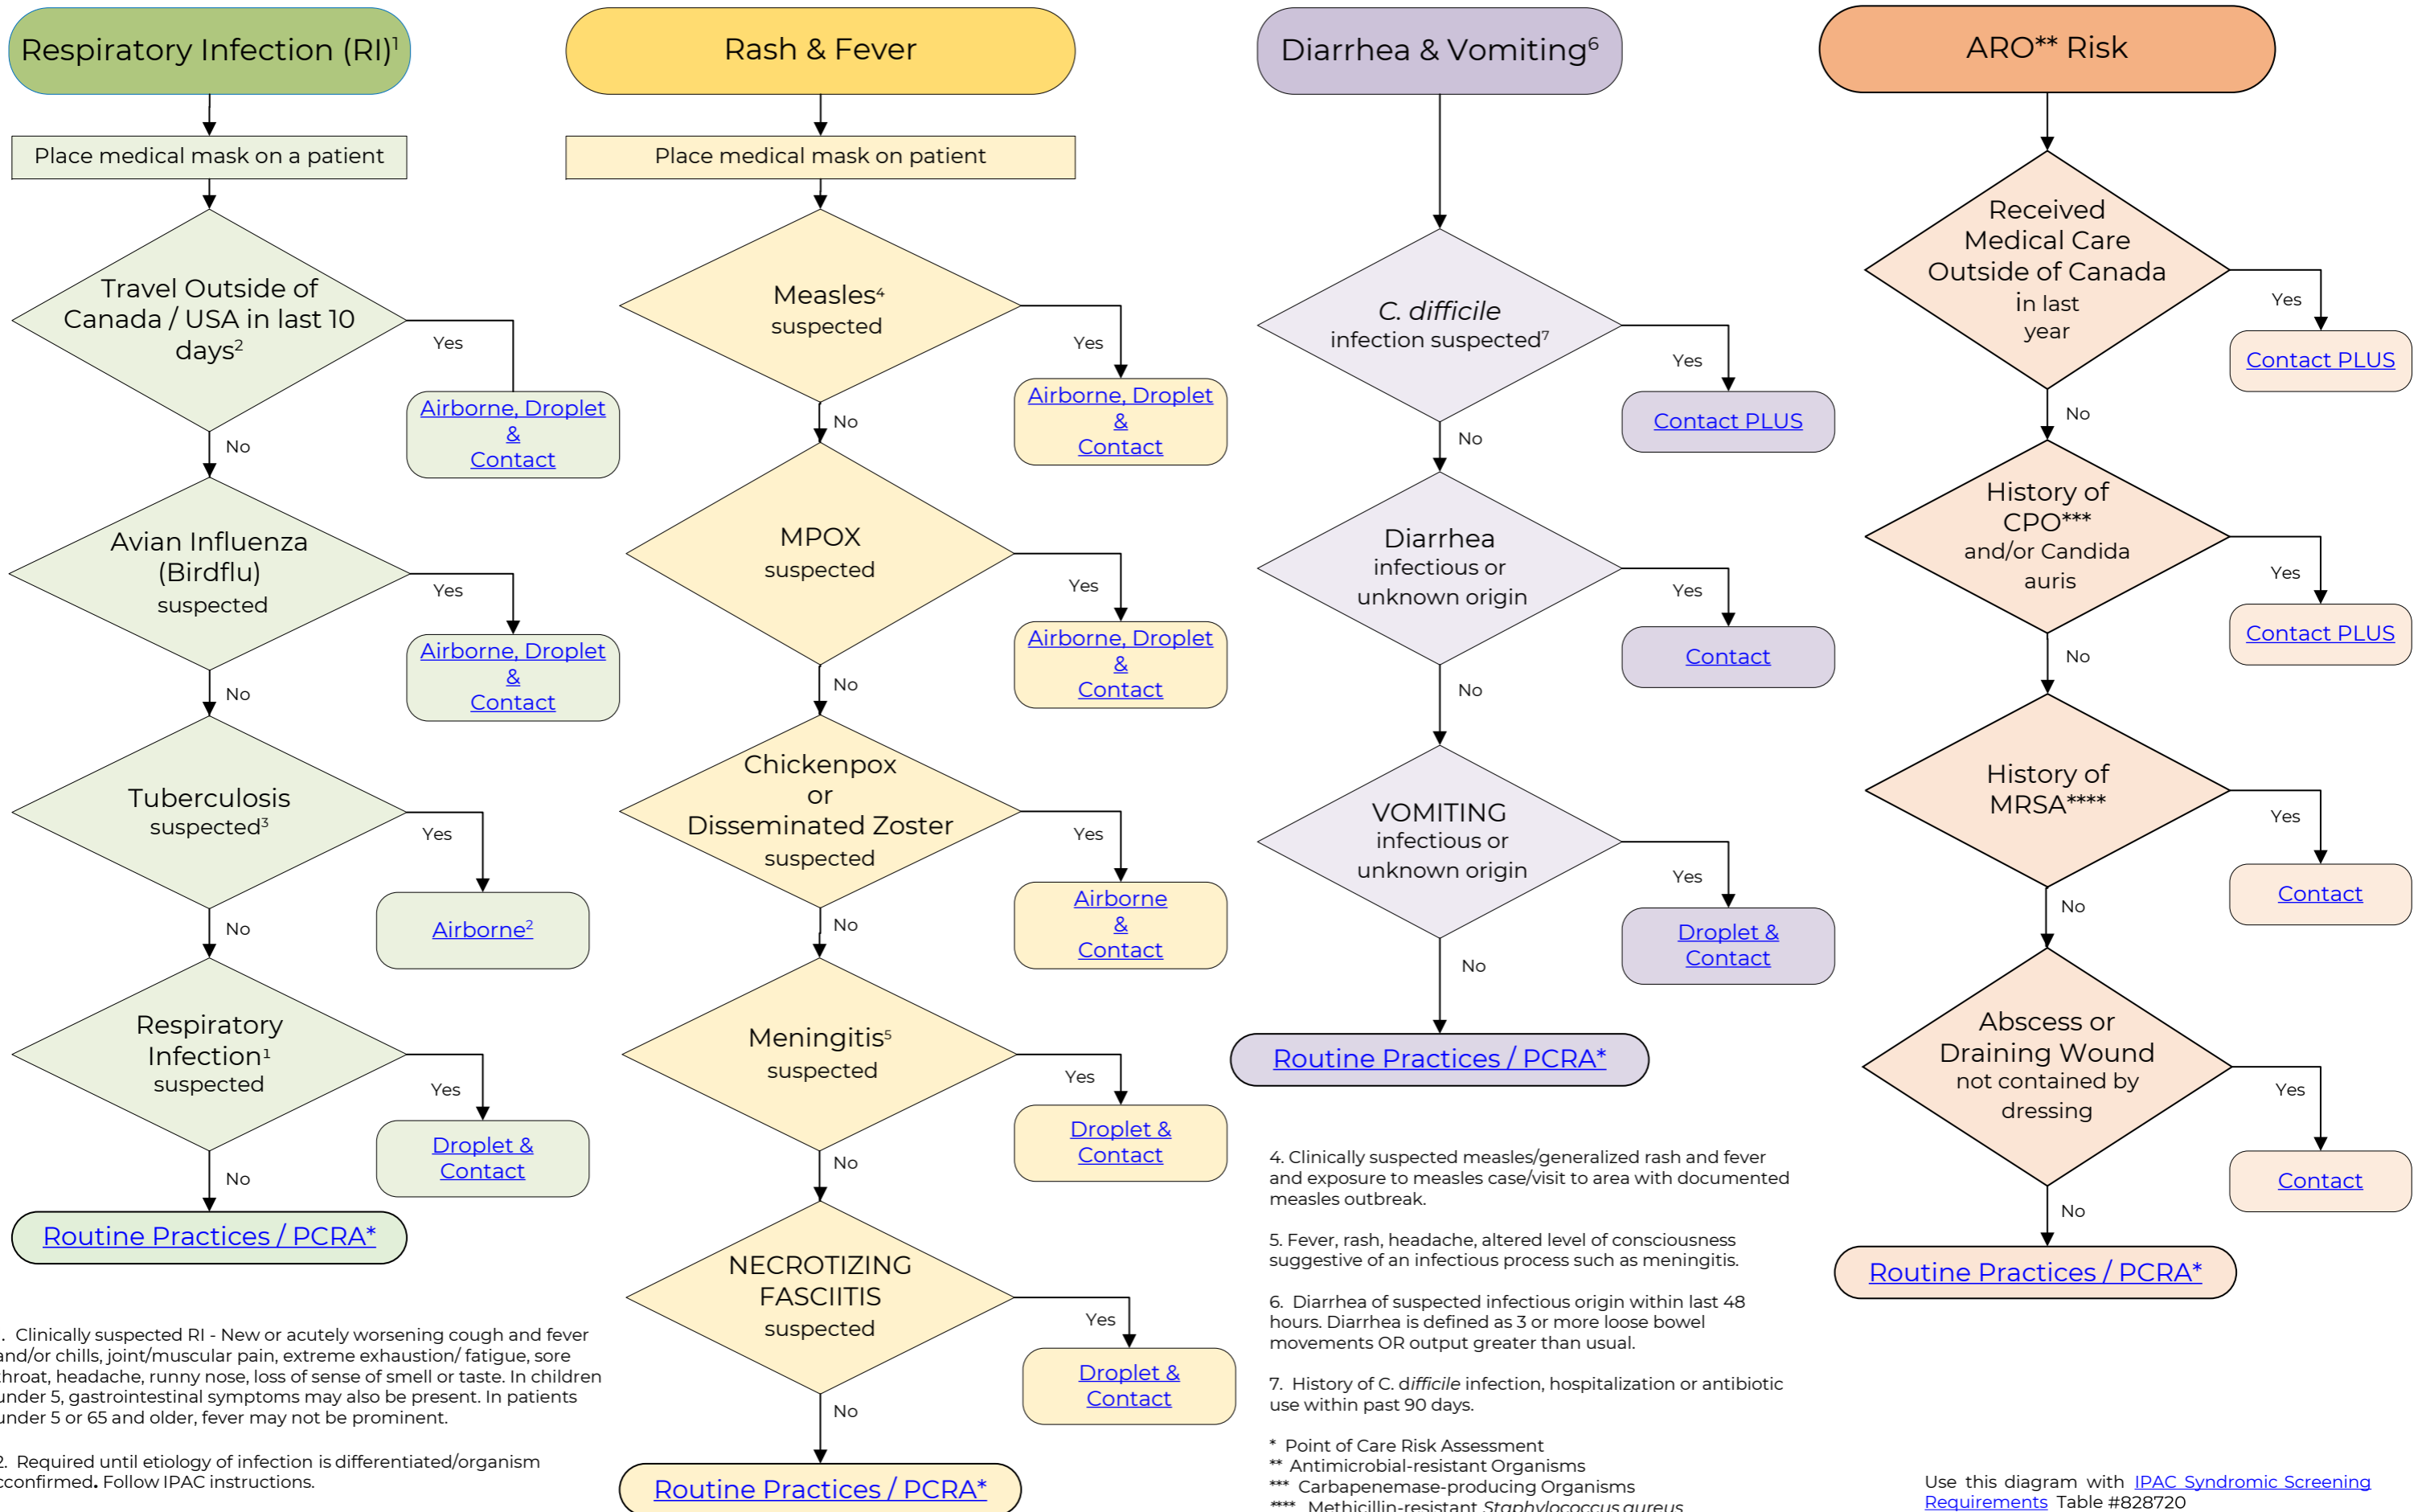 Respiratory Infection (RI)¹
Place medical mask on a patient
Travel Outside of
Canada / USA in last 10
days²
Yes
Airborne, Droplet
&
Contact
No
Avian Influenza
(Birdflu)
suspected
Yes
Airborne, Droplet
&
Contact
No
Tuberculosis
suspected³
Yes
Airborne²
No
Respiratory
Infection¹
suspected
Yes
Droplet &
Contact
No
Routine Practices / PCRA*
. Clinically suspected RI - New or acutely worsening cough and fever
and/or chills, joint/muscular pain, extreme exhaustion/ fatigue, sore
throat, headache, runny nose, loss of sense of smell or taste. In children
under 5, gastrointestinal symptoms may also be present. In patients
under 5 or 65 and older, fever may not be prominent.
2. Required until etiology of infection is differentiated/organism
cconfirmed. Follow IPAC instructions.
Rash & Fever
Place medical mask on patient
Measles⁴
suspected
Yes
Airborne, Droplet
&
Contact
No
MPOX
suspected
Yes
Airborne, Droplet
&
Contact
No
Chickenpox
or
Disseminated Zoster
suspected
Yes
Airborne
&
Contact
No
Meningitis⁵
suspected
Yes
Droplet &
Contact
No
NECROTIZING
FASCIITIS
suspected
Yes
Droplet &
Contact
No
Routine Practices / PCRA*
Diarrhea & Vomiting⁶
C. difficile
infection suspected⁷
Yes
Contact PLUS
No
Diarrhea
infectious or
unknown origin
Yes
Contact
No
VOMITING
infectious or
unknown origin
Yes
Droplet &
Contact
No
Routine Practices / PCRA*
4. Clinically suspected measles/generalized rash and fever
and exposure to measles case/visit to area with documented
measles outbreak.
5. Fever, rash, headache, altered level of consciousness
suggestive of an infectious process such as meningitis.
6. Diarrhea of suspected infectious origin within last 48
hours. Diarrhea is defined as 3 or more loose bowel
movements OR output greater than usual.
7. History of C. difficile infection, hospitalization or antibiotic
use within past 90 days.
* Point of Care Risk Assessment
** Antimicrobial-resistant Organisms
*** Carbapenemase-producing Organisms
**** Methicillin-resistant Staphylococcus aureus
ARO** Risk
Received
Medical Care
Outside of Canada
in last
year
Yes
Contact PLUS
No
History of
CPO***
and/or Candida
auris
Yes
Contact PLUS
No
History of
MRSA****
Yes
Contact
No
Abscess or
Draining Wound
not contained by
dressing
Yes
Contact
No
Routine Practices / PCRA*
Use this diagram with IPAC Syndromic Screening
Requirements Table #828720